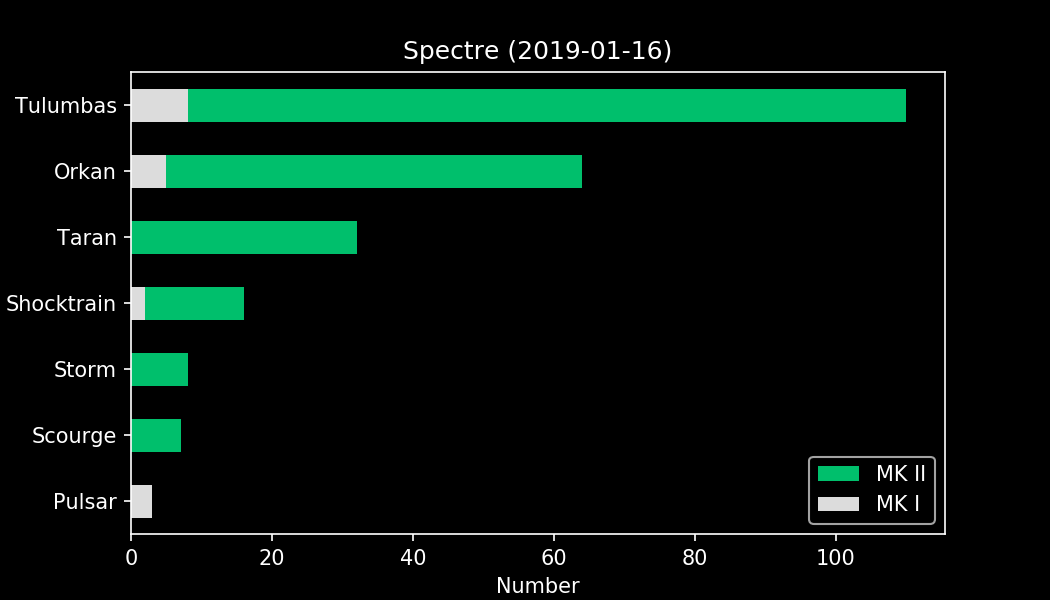 Spectre (2019-01-16)
Tulumbas
Orkan
Taran
Shocktrain
Storm
Scourge
Pulsar
MK II
MK I
0 20 40 60 80 100
Number